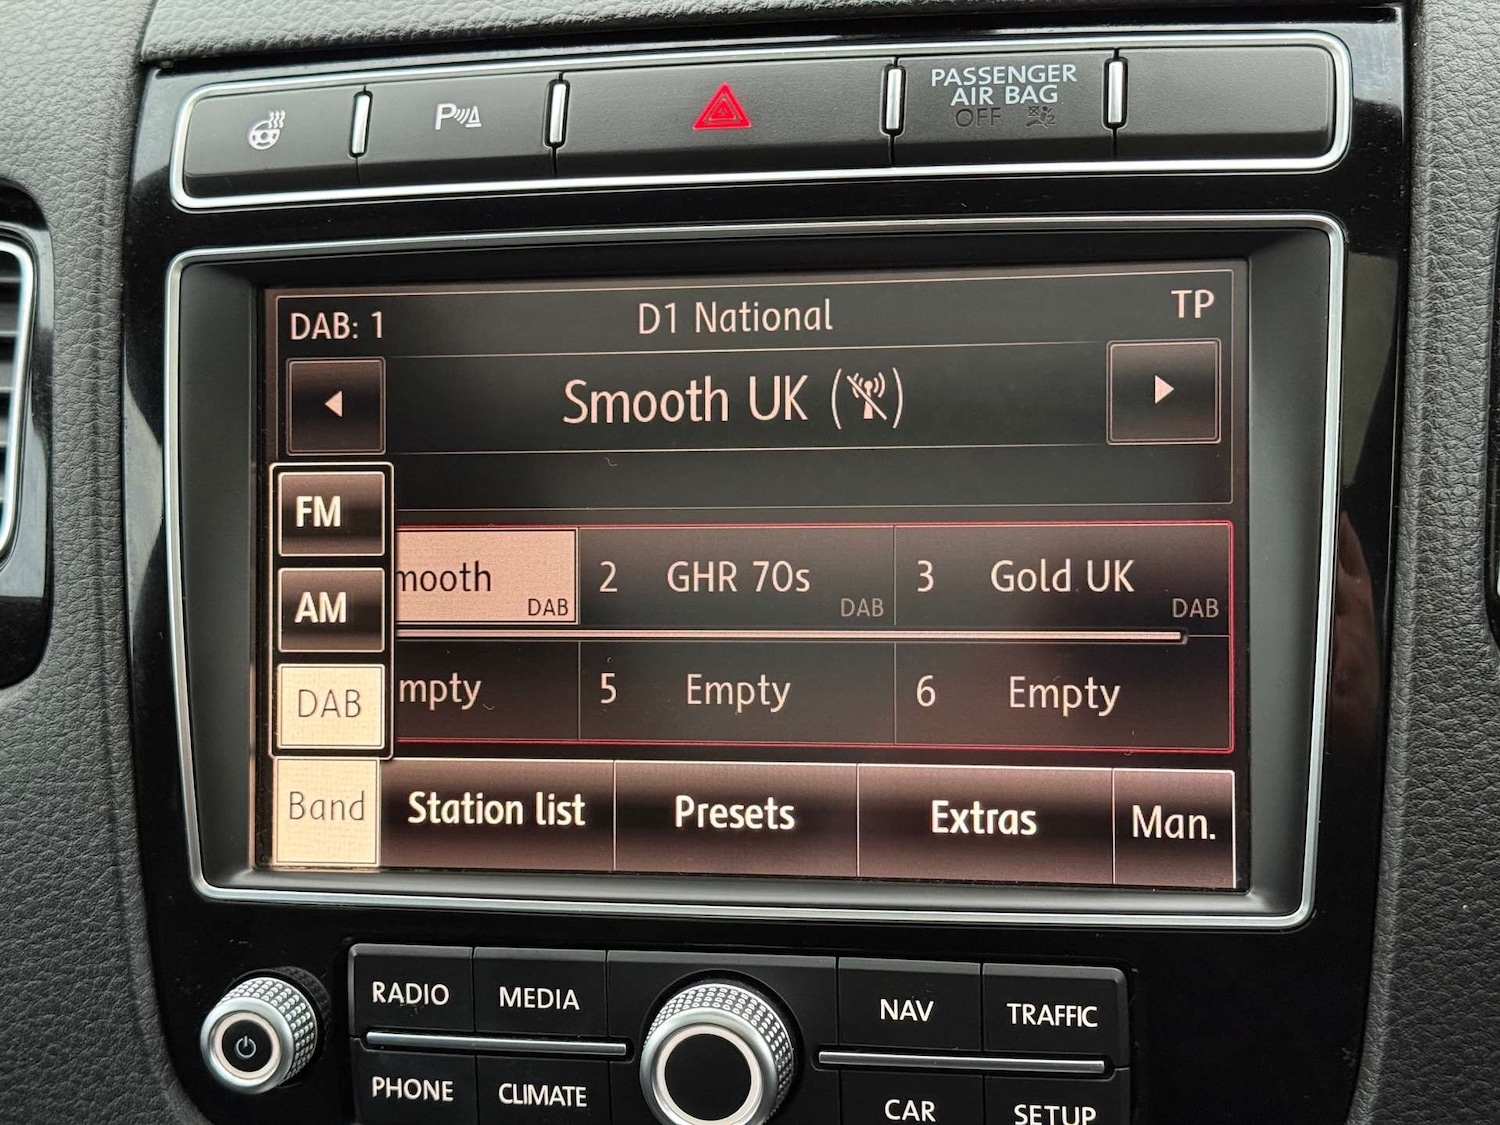 P
PASSENGER
AIR BAG
OFF
DAB: 1
D1 National
TP
Smooth UK
FM
mooth
DAB
2
GHR 70s
DAB
3
Gold UK
DAB
AM
mpty
5
Empty
6
Empty
DAB
Band
Station list
Presets
Extras
Man.
RADIO
MEDIA
NAV
TRAFFIC
PHONE
CLIMATE
CAR
SETUP